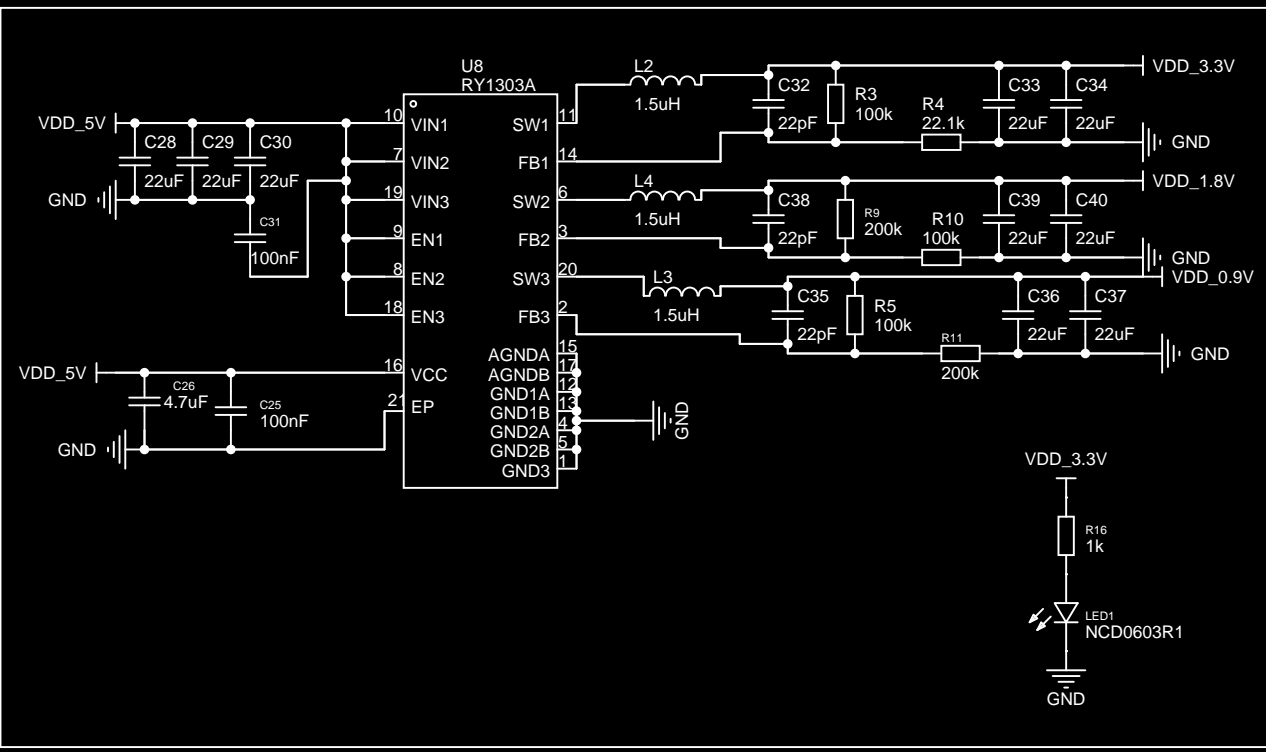 U8
RY1303A
VDD_5V
C28
22uF
C29
22uF
C30
22uF
GND
C31
100nF
10
VIN1
7
VIN2
19
VIN3
9
EN1
8
EN2
18
EN3
16
VCC
21
EP
11
SW1
14
FB1
6
SW2
3
FB2
20
SW3
2
FB3
15
AGNDA
17
AGNDB
12
GND1A
13
GND1B
4
GND2A
5
GND2B
1
GND3
GND
VDD_5V
C26
4.7uF
C25
100nF
GND
L2
1.5uH
C32
22pF
R3
100k
R4
22.1k
C33
22uF
C34
22uF
VDD_3.3V
GND
L4
1.5uH
C38
22pF
R9
200k
R10
100k
C39
22uF
C40
22uF
VDD_1.8V
GND
L3
1.5uH
C35
22pF
R5
100k
R11
200k
C36
22uF
C37
22uF
VDD_0.9V
GND
VDD_3.3V
R16
1k
LED1
NCD0603R1
GND